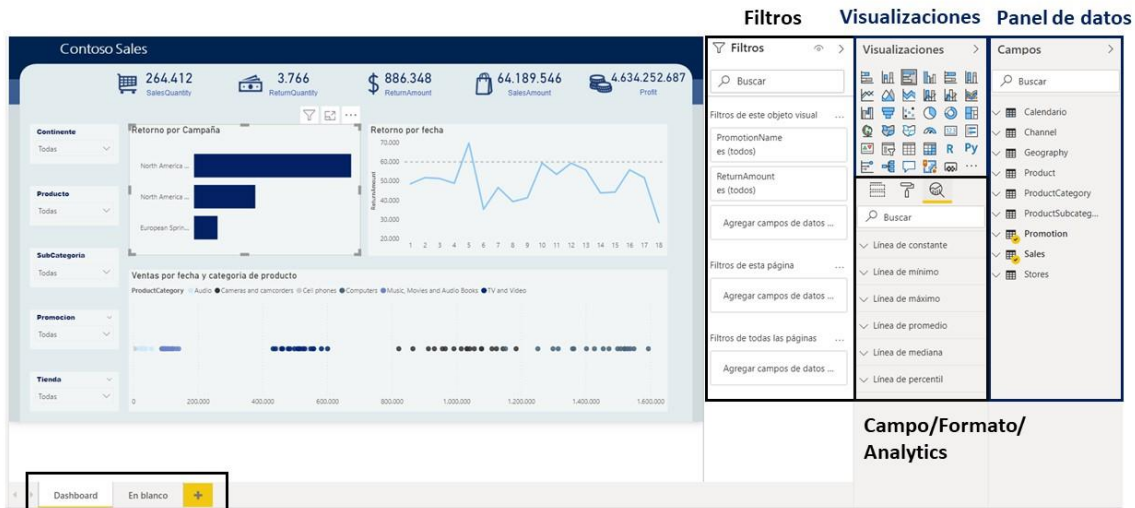 Filtros
Visualizaciones
Panel de datos
Contoso Sales
264.412
SalesQuantity
3.766
ReturnQuantity
886.348
ReturnAmount
64.189.546
SalesAmount
4.634.252.687
Profit
Continente
Todas
Producto
Todas
SubCategoria
Todas
Promocion
Todas
Tienda
Todas
Retorno por Campaña
North America ...
North America ...
European Sprin...
Retorno por fecha
ReturnAmount
70.000
60.000
50.000
40.000
30.000
20.000
1 2 3 4 5 6 7 8 9 10 11 12 13 13 14 15 16 17 18
Ventas por fecha y categoria de producto
ProductCategory Audio Cameras and camcorders Cell phones Computers Music, Movies and Audio Books TV and Video
0 200.000 400.000 600.000 800.000 1.000.000 1.200.000 1.400.000 1.600.000
Filtros
Buscar
Filtros de este objeto visual ...
PromotionName
es (todos)
ReturnAmount
es (todos)
Agregar campos de datos ...
Filtros de esta página ...
Agregar campos de datos ...
Filtros de todas las páginas ...
Agregar campos de datos ...
Visualizaciones
R Py
Buscar
Línea de constante
Línea de mínimo
Línea de máximo
Línea de promedio
Línea de mediana
Línea de percentil
Campos
Buscar
Calendario
Channel
Geography
Product
ProductCategory
ProductSubcateg...
Promotion
Sales
Stores
Campo/Formato/
Analytics
Dashboard
En blanco
+